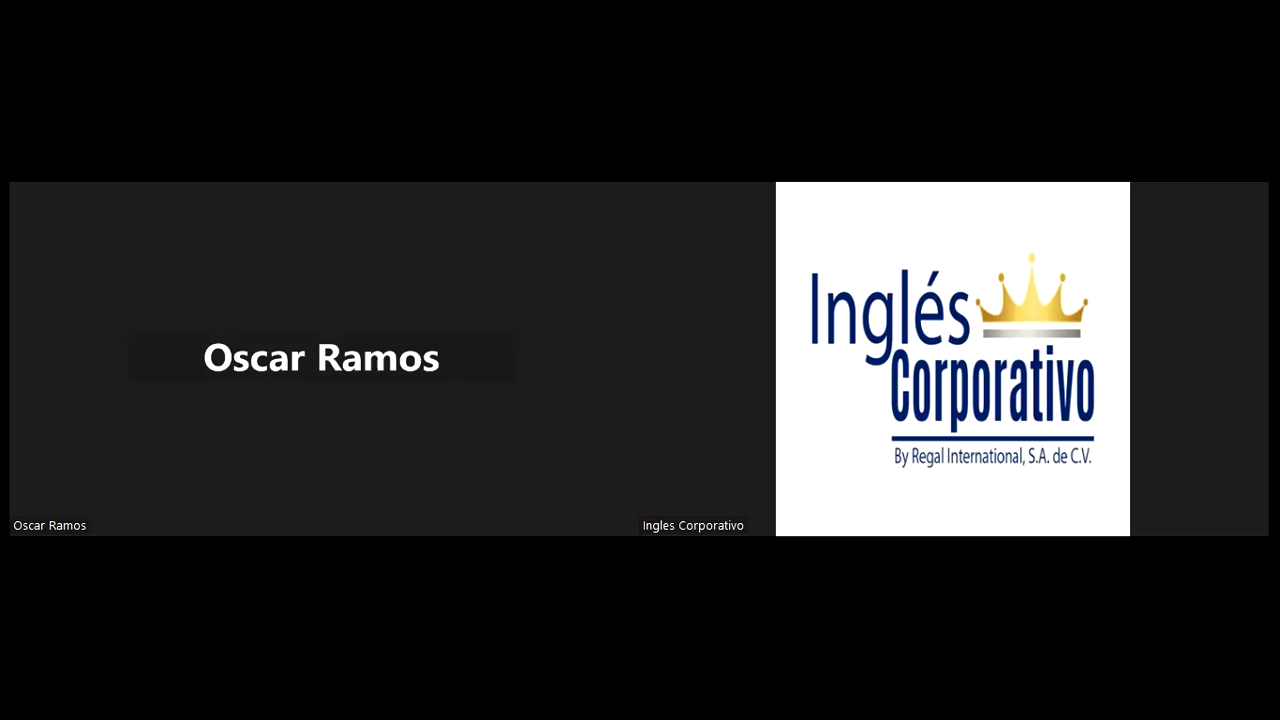 Oscar Ramos
Oscar Ramos
Inglés
Corporativo
By Regal International, S.A. de C.V.
Ingles Corporativo